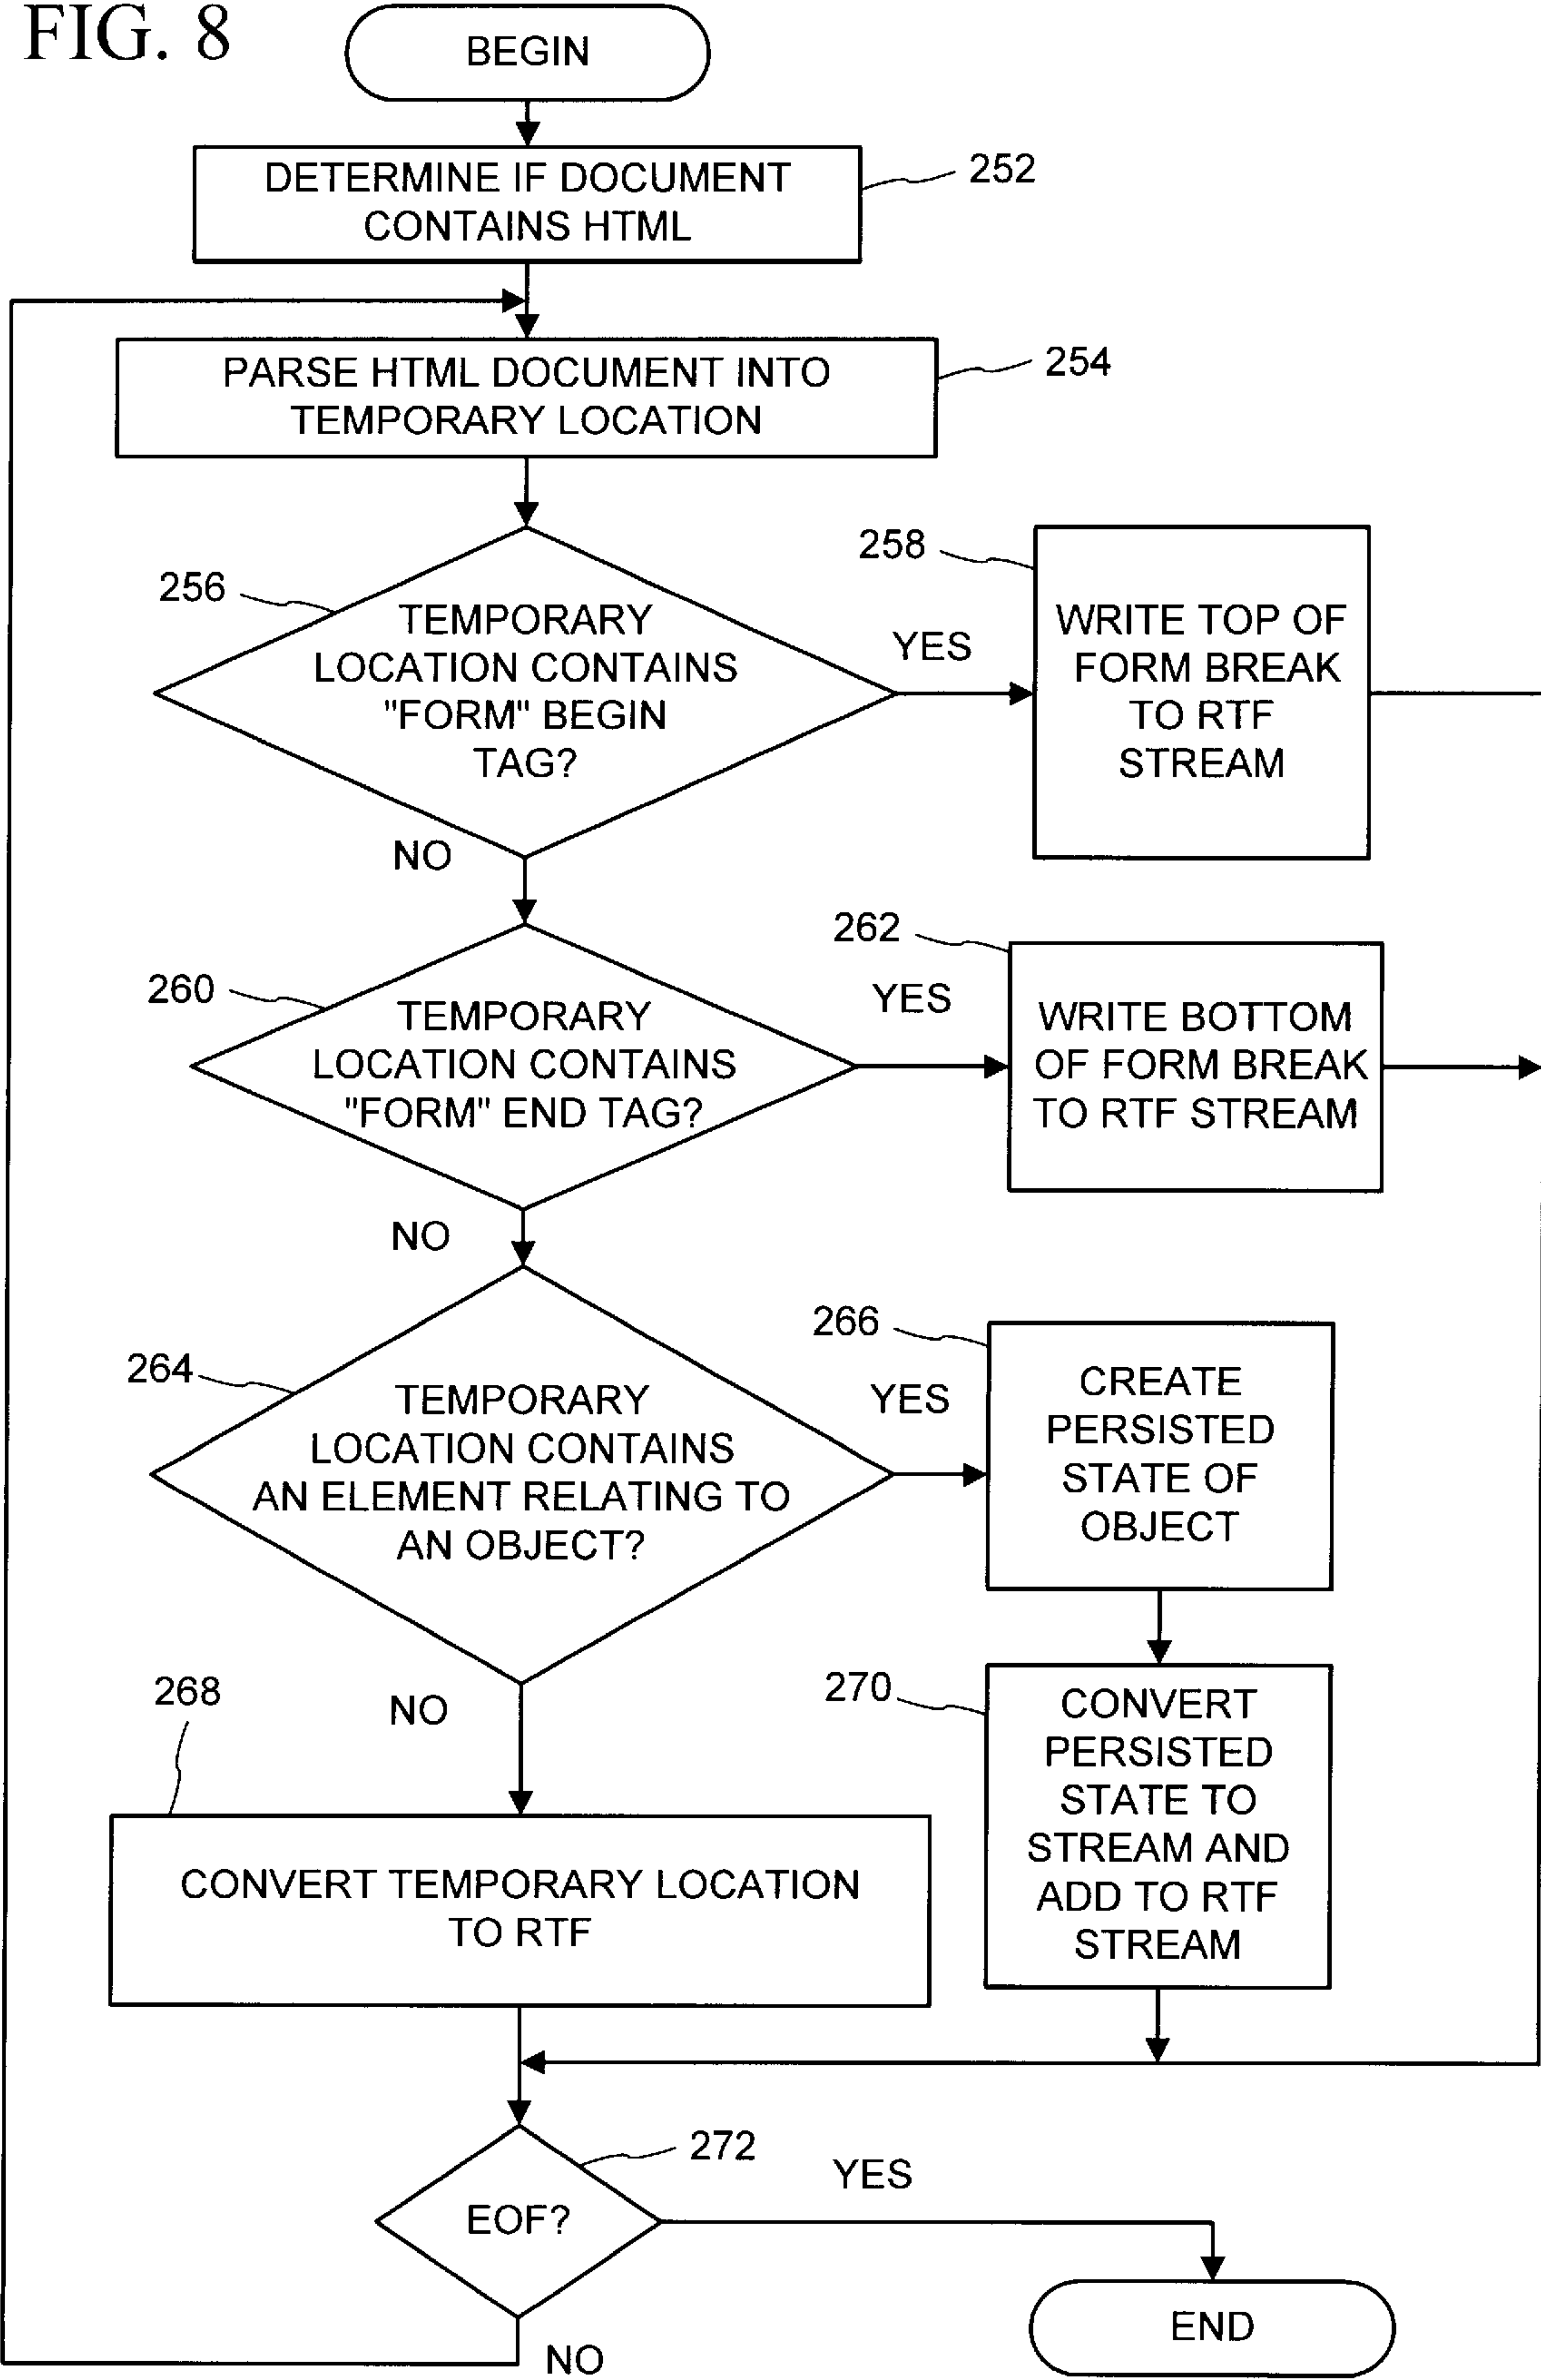 FIG. 8
BEGIN
DETERMINE IF DOCUMENT
CONTAINS HTML
252
PARSE HTML DOCUMENT INTO
TEMPORARY LOCATION
254
256
TEMPORARY
LOCATION CONTAINS
"FORM" BEGIN
TAG?
YES
258
WRITE TOP OF
FORM BREAK
TO RTF
STREAM
NO
260
TEMPORARY
LOCATION CONTAINS
"FORM" END TAG?
YES
262
WRITE BOTTOM
OF FORM BREAK
TO RTF STREAM
NO
264
TEMPORARY
LOCATION CONTAINS
AN ELEMENT RELATING TO
AN OBJECT?
YES
266
CREATE
PERSISTED
STATE OF
OBJECT
NO
268
CONVERT TEMPORARY LOCATION
TO RTF
270
CONVERT
PERSISTED
STATE TO
STREAM AND
ADD TO RTF
STREAM
272
EOF?
YES
NO
END